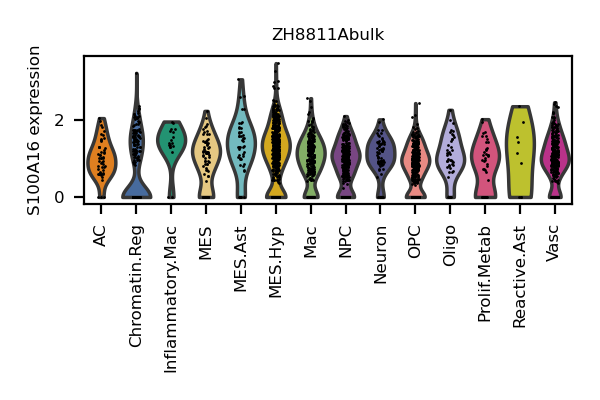 ZH8811Abulk
S100A16 expression
2
0
AC
Chromatin.Reg
Inflammatory.Mac
MES
MES.Ast
MES.Hyp
Mac
NPC
Neuron
OPC
Oligo
Prolif.Metab
Reactive.Ast
Vasc